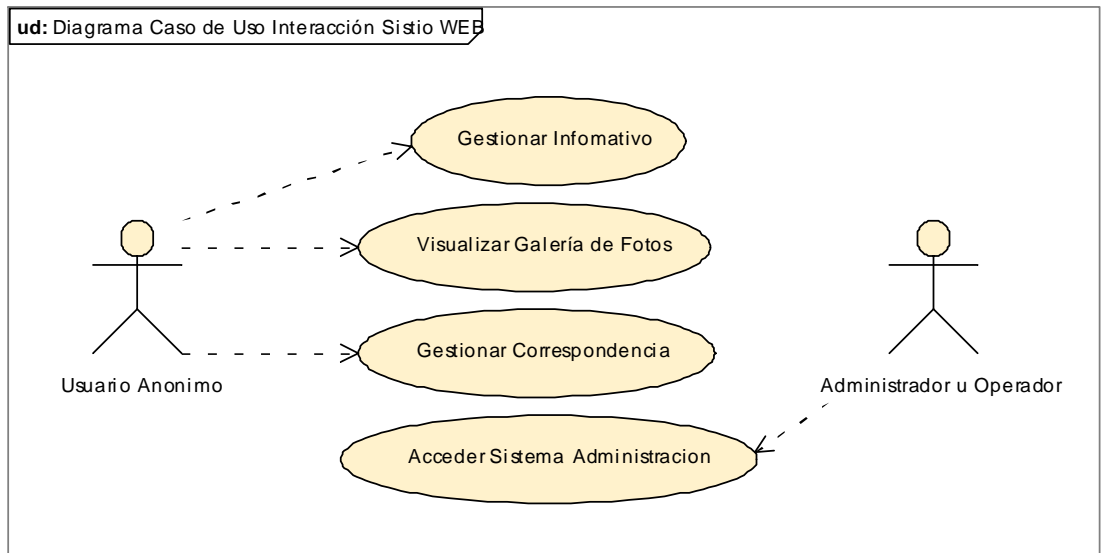 ud: Diagrama Caso de Uso Interacción Sistio WEB
Gestionar Infomativo
Visualizar Galería de Fotos
Gestionar Correspondencia
Usuario Anonimo
Administrador u Operador
Acceder Sistema Administracion